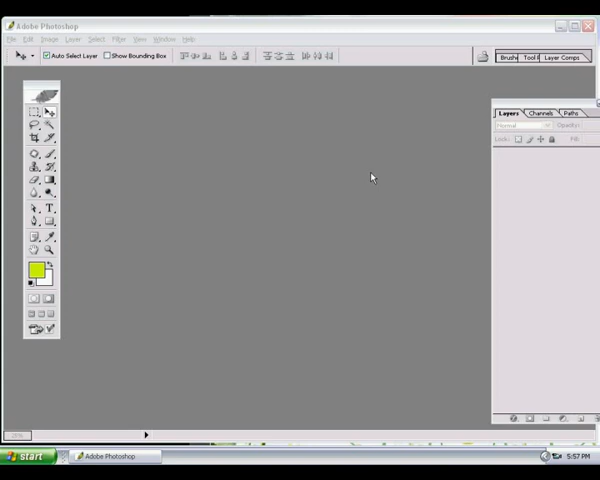 Adobe Photoshop
File Edit Image Layer Select Filter View Window Help
Auto Select Layer Show Bounding Box Brush Tool Layer Comps
Layers Channels Paths
Normal Opacity:
Lock: Fill:
start Adobe Photoshop 5:57 PM